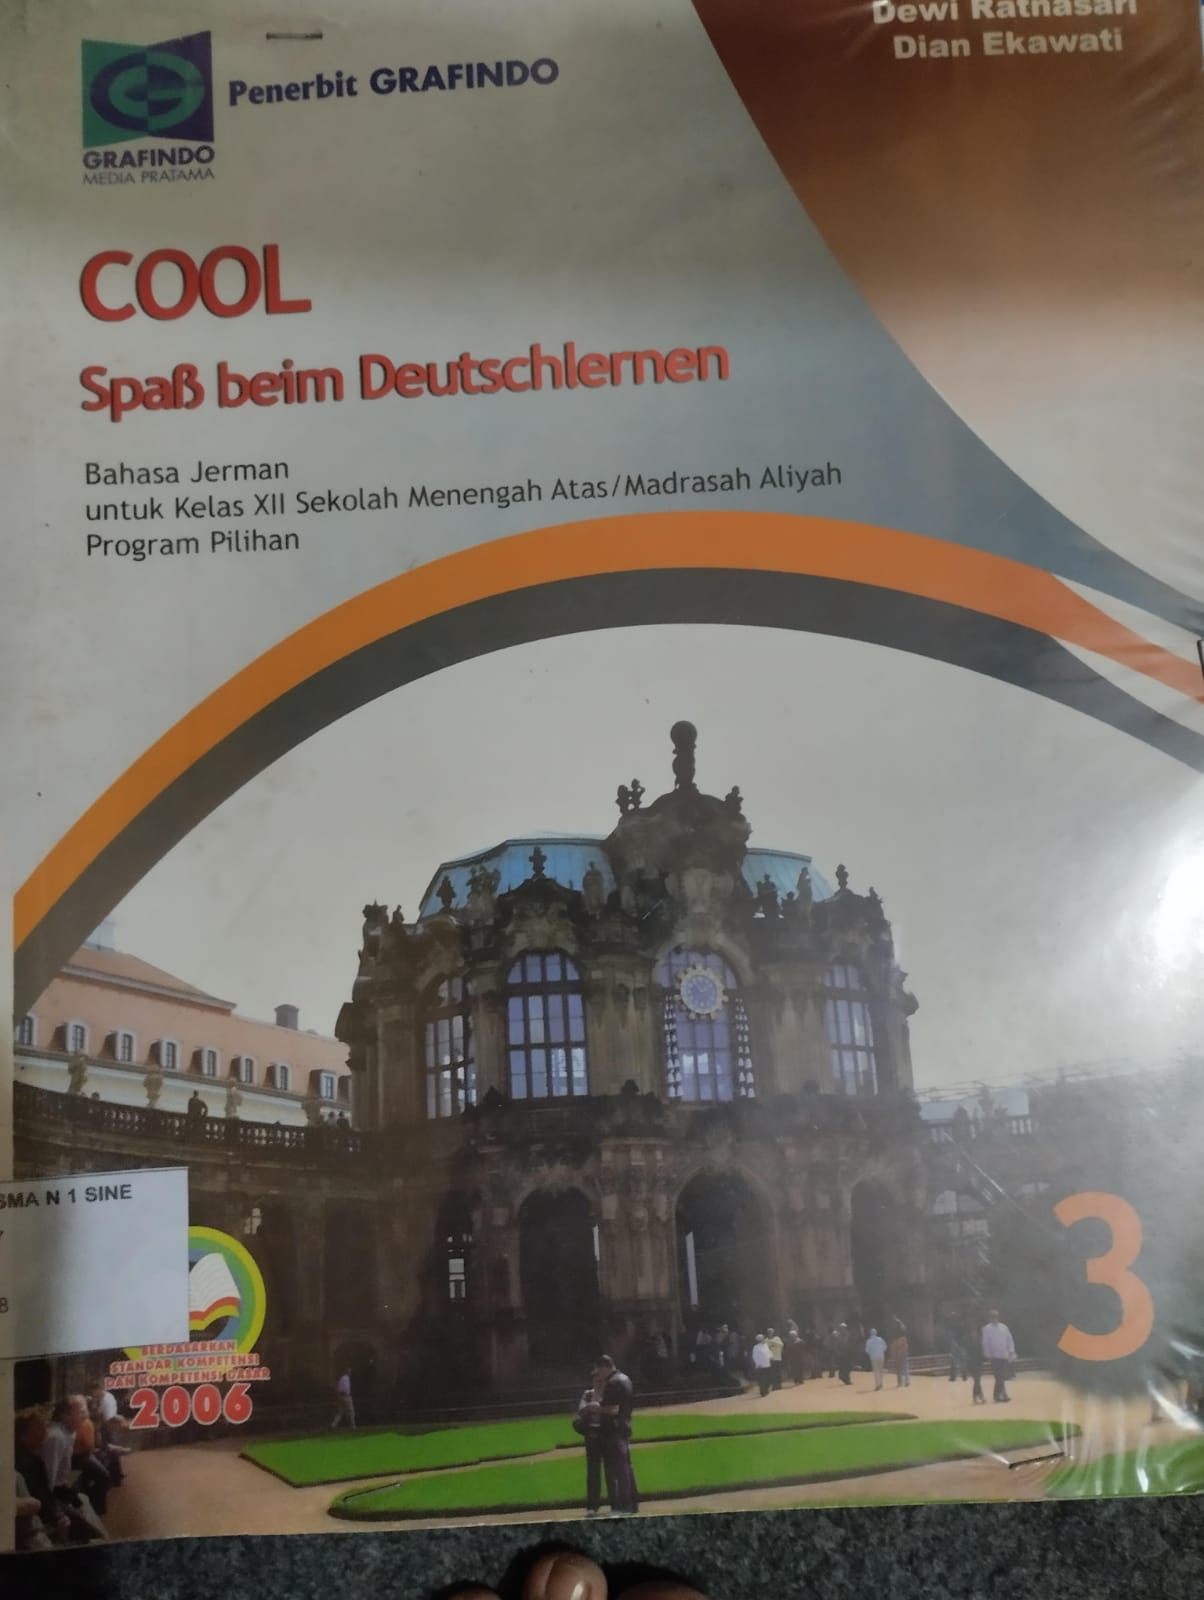 Dewi Ratnasari
Dian Ekawati
Penerbit GRAFINDO
GRAFINDO
MEDIA PRATAMA
COOL
Spaß beim Deutschlernen
Bahasa Jerman
untuk Kelas XII Sekolah Menengah Atas/Madrasah Aliyah
Program Pilihan
SMA N 1 SINE
3
BERDASARKAN
STANDAR KOMPETENSI
DAN KOMPETENSI DASAR
2006